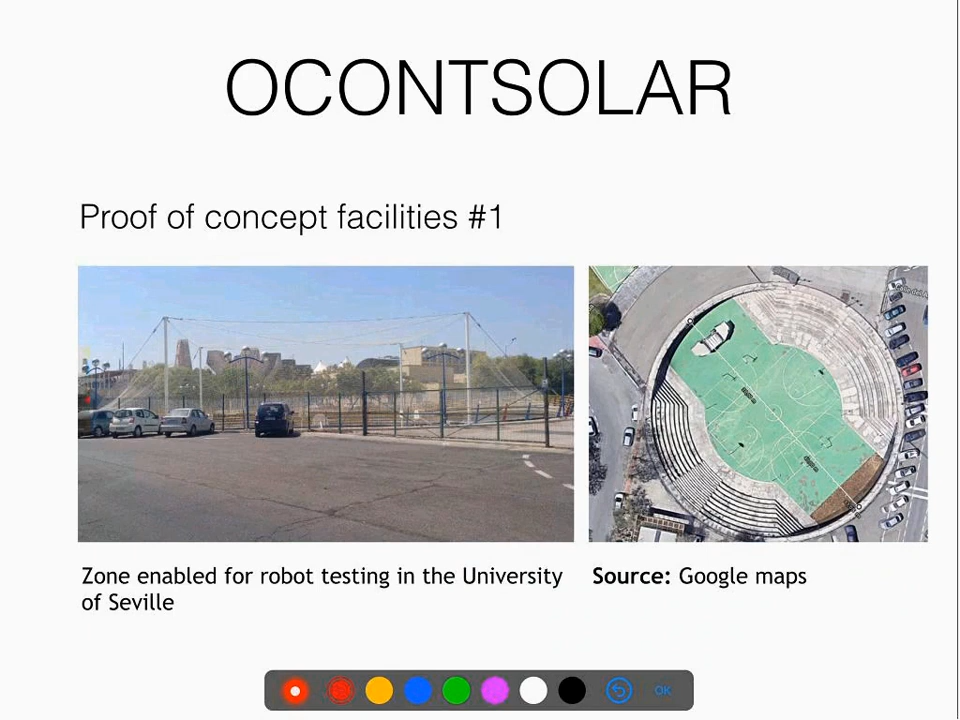 OCONTSOLAR
Proof of concept facilities #1
Zone enabled for robot testing in the University
of Seville
Source: Google maps
OK